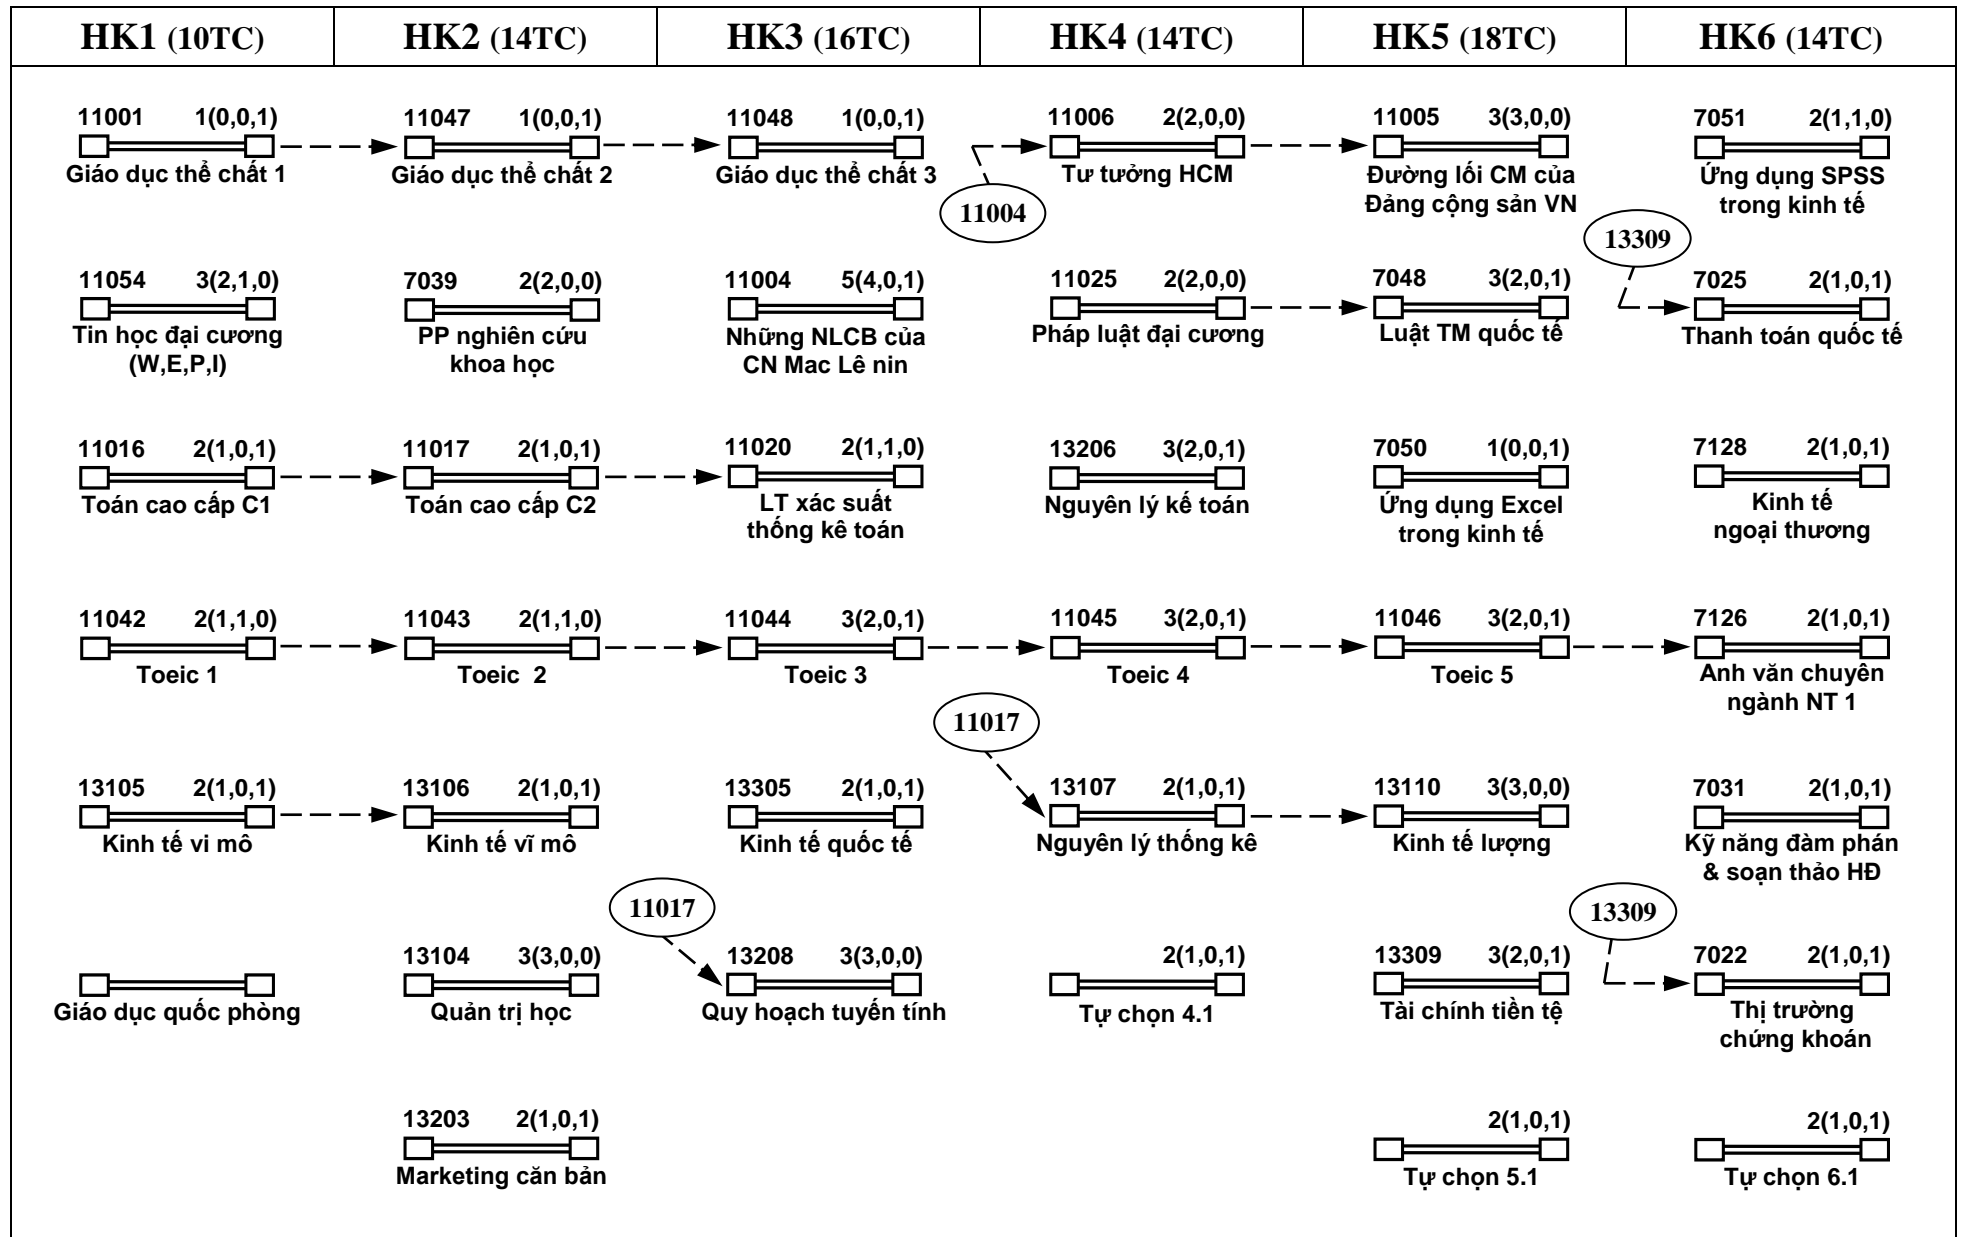 HK1 (10TC) HK2 (14TC) HK3 (16TC) HK4 (14TC) HK5 (18TC) HK6 (14TC)
11001 1(0,0,1) 11047 1(0,0,1) 11048 1(0,0,1) 11006 2(2,0,0) 11005 3(3,0,0) 7051 2(1,1,0)
Giáo dục thể chất 1 Giáo dục thể chất 2 Giáo dục thể chất 3 Tư tưởng HCM Đường lối CM của Ứng dụng SPSS
11004 Đảng cộng sản VN trong kinh tế
13309
11054 3(2,1,0) 7039 2(2,0,0) 11004 5(4,0,1) 11025 2(2,0,0) 7048 3(2,0,1) 7025 2(1,0,1)
Tin học đại cương PP nghiên cứu Những NLCB của Pháp luật đại cương Luật TM quốc tế Thanh toán quốc tế
(W,E,P,I) khoa học CN Mac Lê nin
11016 2(1,0,1) 11017 2(1,0,1) 11020 2(1,1,0) 13206 3(2,0,1) 7050 1(0,0,1) 7128 2(1,0,1)
Toán cao cấp C1 Toán cao cấp C2 LT xác suất Nguyên lý kế toán Ứng dụng Excel Kinh tế
thống kê toán trong kinh tế ngoại thương
11042 2(1,1,0) 11043 2(1,1,0) 11044 3(2,0,1) 11045 3(2,0,1) 11046 3(2,0,1) 7126 2(1,0,1)
Toeic 1 Toeic 2 Toeic 3 Toeic 4 Toeic 5 Anh văn chuyên
ngành NT 1
11017
13105 2(1,0,1) 13106 2(1,0,1) 13305 2(1,0,1) 13107 2(1,0,1) 13110 3(3,0,0) 7031 2(1,0,1)
Kinh tế vi mô Kinh tế vĩ mô Kinh tế quốc tế Nguyên lý thống kê Kinh tế lượng Kỹ năng đàm phán
& soạn thảo HĐ
11017 13309
13104 3(3,0,0) 13208 3(3,0,0) 2(1,0,1) 13309 3(2,0,1) 7022 2(1,0,1)
Giáo dục quốc phòng Quản trị học Quy hoạch tuyến tính Tự chọn 4.1 Tài chính tiền tệ Thị trường
chứng khoán
13203 2(1,0,1) 2(1,0,1) 2(1,0,1)
Marketing căn bản Tự chọn 5.1 Tự chọn 6.1